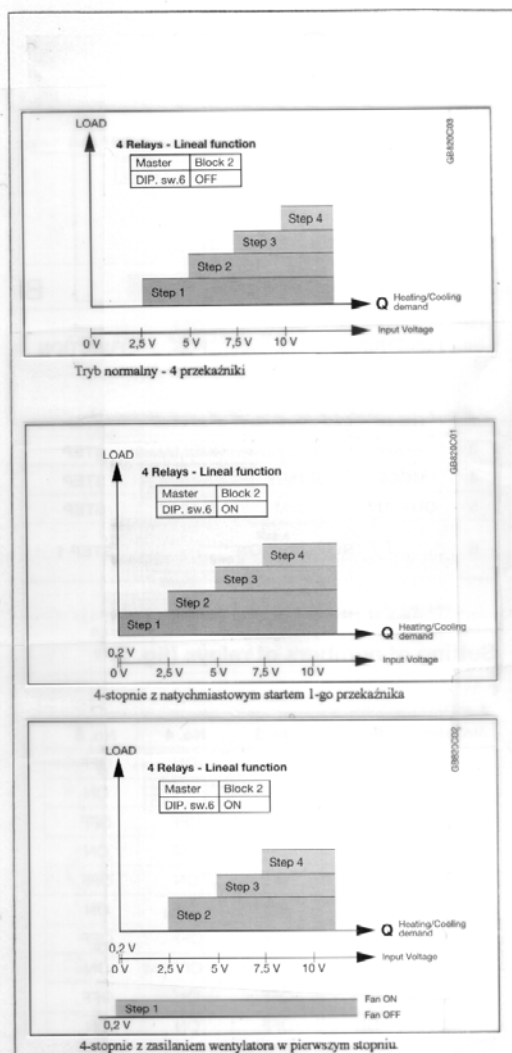 LOAD
GB820C03
4 Relays - Lineal function
Master Block 2
DIP. sw.6 OFF
Step 4
Step 3
Step 2
Step 1
Q Heating/Cooling demand
Input Voltage
0 V 2,5 V 5 V 7,5 V 10 V
Tryb normalny - 4 przekaźniki
LOAD
GB820C01
4 Relays - Lineal function
Master Block 2
DIP. sw.6 ON
Step 4
Step 3
Step 2
Step 1
Q Heating/Cooling demand
0,2 V
Input Voltage
0 V 2,5 V 5 V 7,5 V 10 V
4-stopnie z natychmiastowym startem 1-go przekaźnika
LOAD
GB820C02
4 Relays - Lineal function
Master Block 2
DIP. sw.6 ON
Step 4
Step 3
Step 2
Q Heating/Cooling demand
0,2 V
Input Voltage
0 V 2,5 V 5 V 7,5 V 10 V
Step 1
Fan ON
Fan OFF
0,2 V
4-stopnie z zasilaniem wentylatora w pierwszym stopniu.